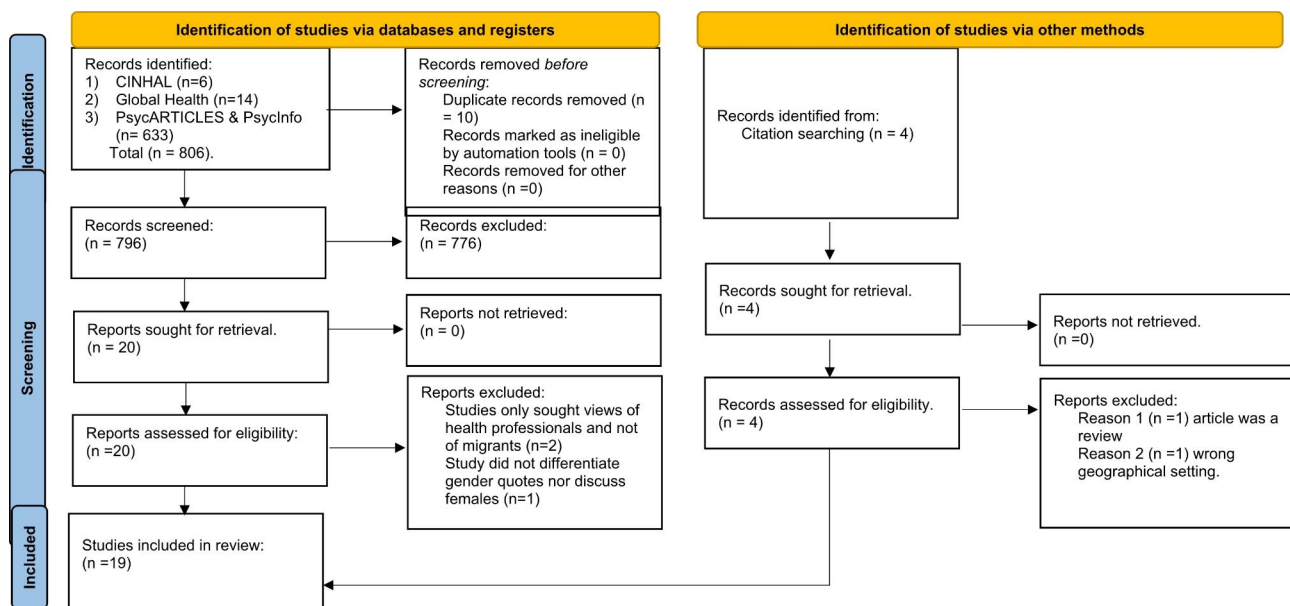 Identification of studies via databases and registers
Identification of studies via other methods
Identification
Records identified:
1) CINHAL (n=6)
2) Global Health (n=14)
3) PsycARTICLES & PsycInfo
(n= 633)
Total (n = 806).
Records removed before
screening:
Duplicate records removed (n
= 10)
Records marked as ineligible
by automation tools (n = 0)
Records removed for other
reasons (n =0)
Records identified from:
Citation searching (n = 4)
Screening
Records screened:
(n = 796)
Records excluded:
(n = 776)
Records sought for retrieval.
(n =4)
Reports not retrieved.
(n =0)
Reports sought for retrieval.
(n = 20)
Reports not retrieved:
(n = 0)
Records assessed for eligibility.
(n = 4)
Reports excluded:
Reason 1 (n =1) article was a
review
Reason 2 (n =1) wrong
geographical setting.
Reports assessed for eligibility:
(n =20)
Reports excluded:
Studies only sought views of
health professionals and not
of migrants (n=2)
Study did not differentiate
gender quotes nor discuss
females (n=1)
Included
Studies included in review:
(n =19)